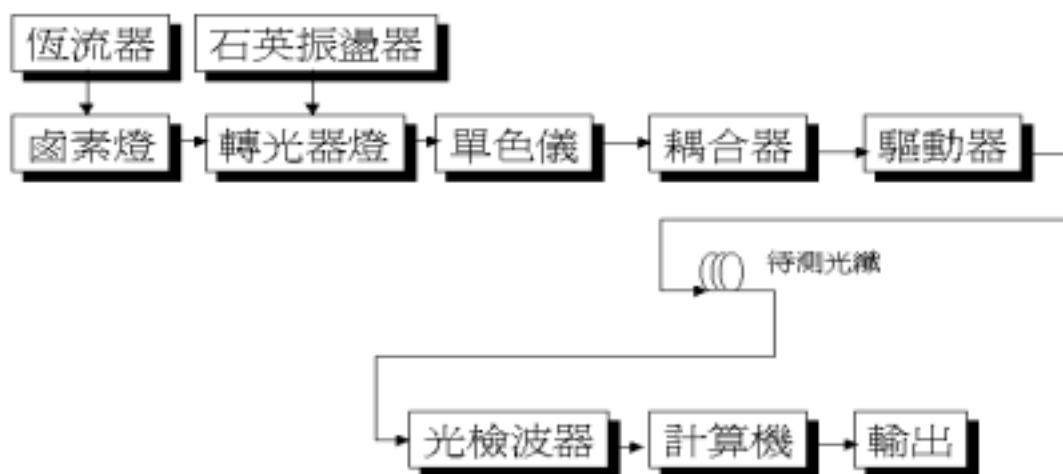 恆流器
石英振盪器
鹵素燈
轉光器燈
單色儀
耦合器
驅動器
待測光纖
光檢波器
計算機
輸出